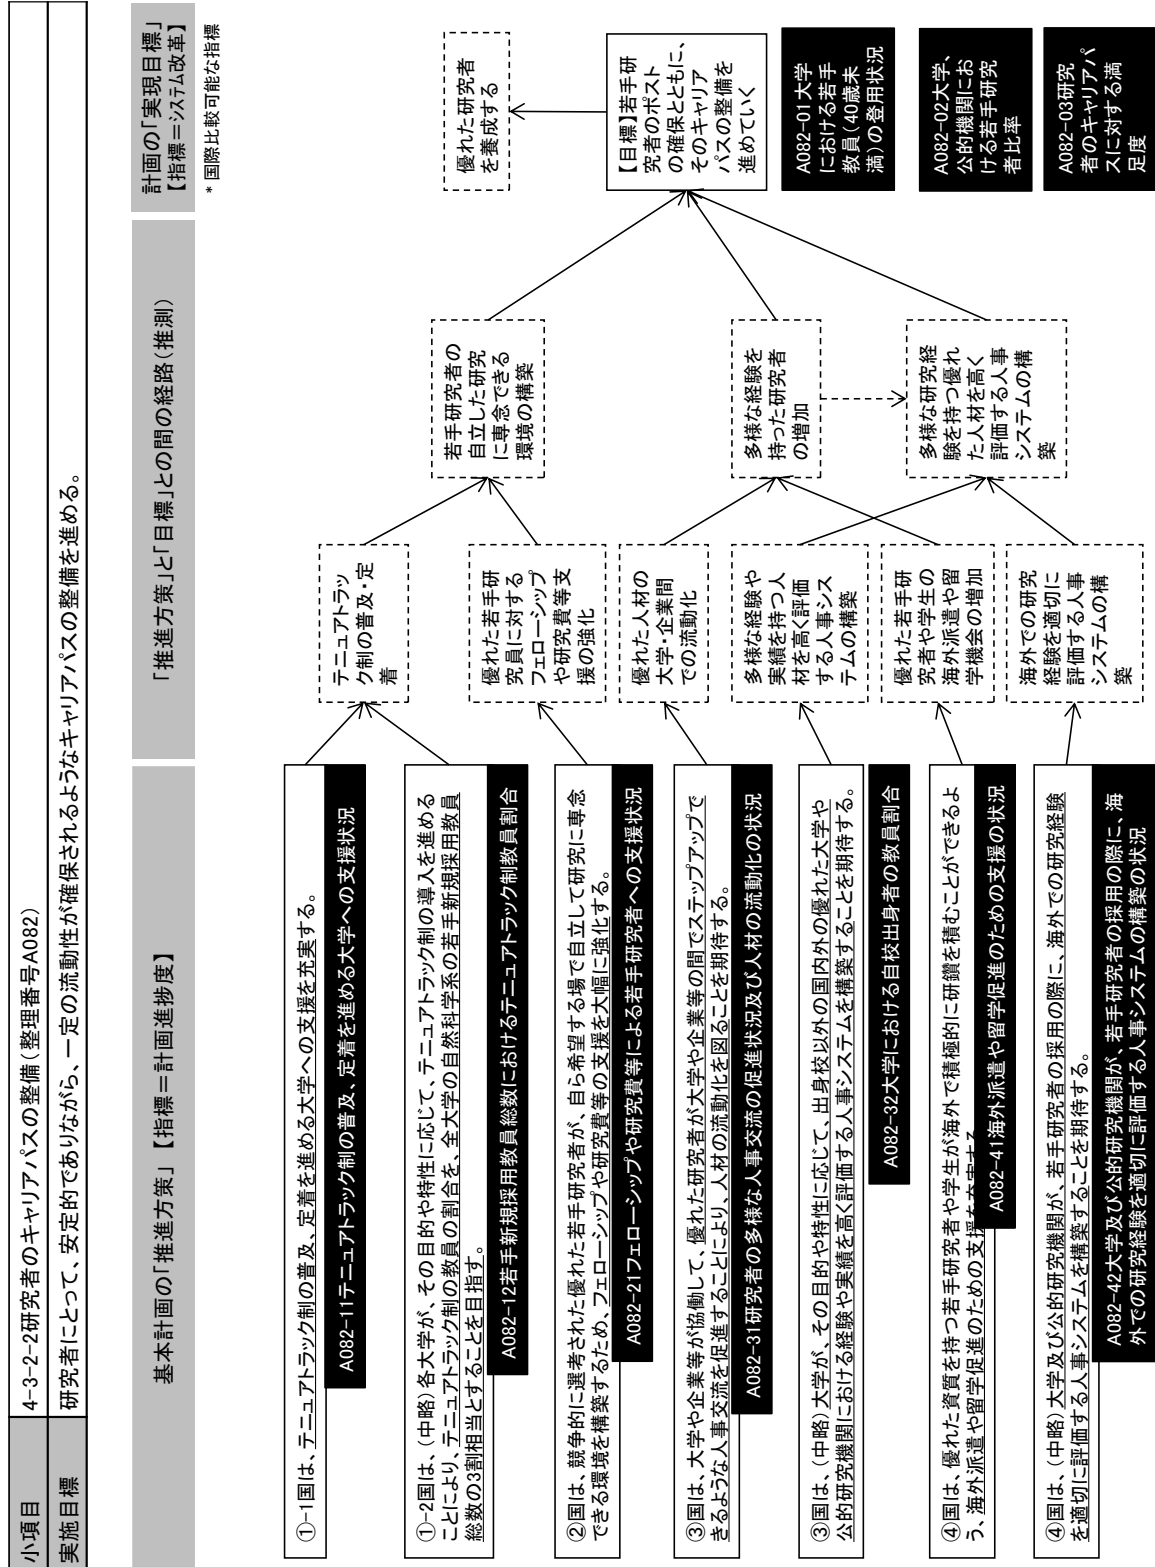 小項目
4-3-2-2研究者のキャリアパスの整備(整理番号A082)
実施目標
研究者にとって、安定的でありながら、一定の流動性が確保されるようなキャリアパスの整備を進める。
基本計画の「推進方策」【指標＝計画進捗度】
「推進方策」と「目標」との間の経路(推測)
計画の「実現目標」
【指標＝システム改革】
*国際比較可能な指標
①-1国は、テニュアトラック制の普及、定着を進める大学への支援を充実する。
A082-11テニュアトラック制の普及、定着を進める大学への支援状況
①-2国は、(中略)各大学が、その目的や特性に応じて、テニュアトラック制の導入を進める
ことにより、テニュアトラック制の教員の割合を、全大学の自然科学系の若手新規採用教員
総数の3割相当とすることを目指す。
A082-12若手新規採用教員総数におけるテニュアトラック制教員割合
②国は、競争的に選考された優れた若手研究者が、自ら希望する場で自立して研究に専念
できる環境を構築するため、フェローシップや研究費等の支援を大幅に強化する。
A082-21フェローシップや研究費等による若手研究者への支援状況
③国は、大学や企業等が協働して、優れた研究者が大学や企業等の間でステップアップで
きるような人事交流を促進することにより、人材の流動化を図ることを期待する。
A082-31研究者の多様な人事交流の促進状況及び人材の流動化の状況
③国は、(中略)大学が、その目的や特性に応じて、出身校以外の国内外の優れた大学や
公的研究機関における経験や実績を高く評価する人事システムを構築することを期待する。
A082-32大学における自校出身者の教員割合
④国は、優れた資質を持つ若手研究者や学生が海外で積極的に研鑽を積むことができるよ
う、海外派遣や留学促進のための支援を充実する
A082-41海外派遣や留学促進のための支援の状況
④国は、(中略)大学及び公的研究機関が、若手研究者の採用の際に、海外での研究経験
を適切に評価する人事システムを構築することを期待する。
A082-42大学及び公的研究機関が、若手研究者の採用の際に、海
外での研究経験を適切に評価する人事システムの構築の状況
テニュアトラッ
ク制の普及・定
着
優れた若手研
究員に対する
フェローシップ
や研究費等支
援の強化
優れた人材の
大学・企業間
での流動化
多様な経験や
実績を持つ人
材を高く評価
する人事シス
テムの構築
優れた若手研
究者や学生の
海外派遣や留
学機会の増加
海外での研究
経験を適切に
評価する人事
システムの構
築
若手研究者の
自立した研究
に専念できる
環境の構築
多様な経験を
持った研究者
の増加
多様な研究経
験を持つ優れ
た人材を高く
評価する人事
システムの構
築
優れた研究者
を養成する
【目標】若手研
究者のポスト
の確保とともに、
そのキャリア
パスの整備を
進めていく
A082-01大学
における若手
教員(40歳未
満)の登用状況
A082-02大学、
公的機関にお
ける若手研究
者比率
A082-03研究
者のキャリアパ
スに対する満
足度